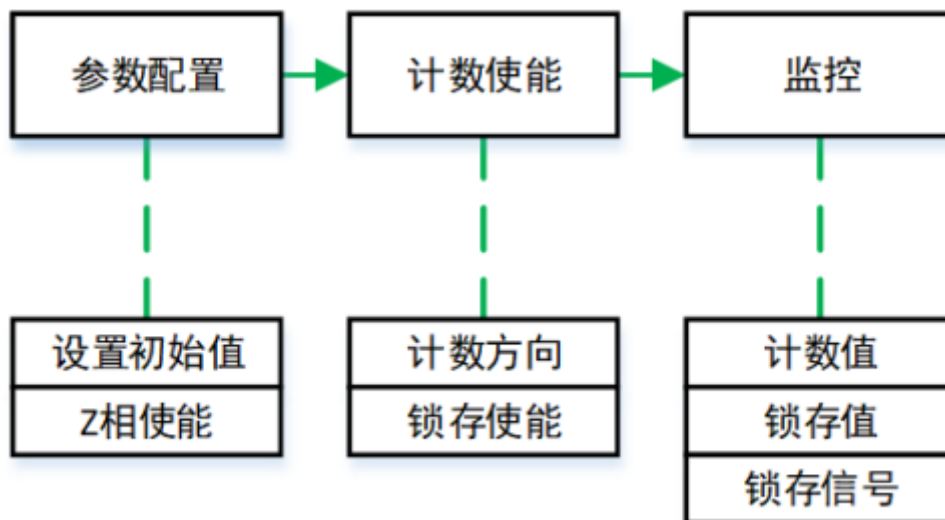 参数配置
计数使能
监控
设置初始值
计数方向
计数值
Z相使能
锁存使能
锁存值
锁存信号